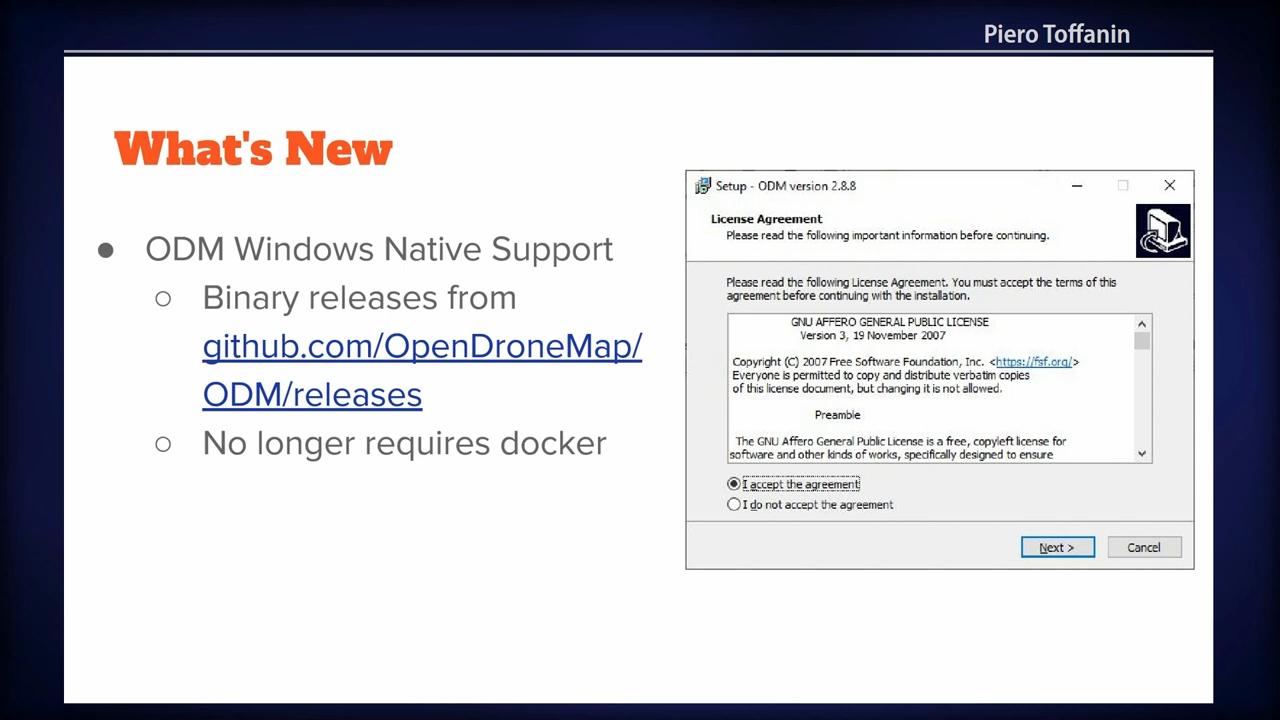 Piero Toffanin
What's New
● ODM Windows Native Support
○ Binary releases from
github.com/OpenDroneMap/
ODM/releases
○ No longer requires docker
Setup - ODM version 2.8.8
License Agreement
Please read the following important information before continuing.
Please read the following License Agreement. You must accept the terms of this
agreement before continuing with the installation.
GNU AFFERO GENERAL PUBLIC LICENSE
Version 3, 19 November 2007
Copyright (C) 2007 Free Software Foundation, Inc. <https://fsf.org/>
Everyone is permitted to copy and distribute verbatim copies
of this license document, but changing it is not allowed.
Preamble
The GNU Affero General Public License is a free, copyleft license for
software and other kinds of works, specifically designed to ensure
I accept the agreement
I do not accept the agreement
Next >
Cancel